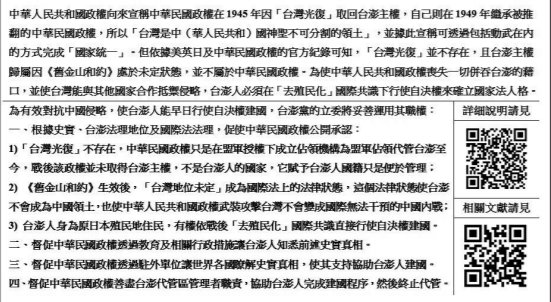 中華人民共和國政權向來宣稱中華民國政權在 1945 年因「台灣光復」取回台澎主權，自己則在 1949 年繼承被推
翻的中華民國政權，所以「台灣是中（華人民共和）國神聖不可分割的領土」，並據此宣稱可透過包括動武在內
的方式完成「國家統一」。但依據美英日及中華民國政權的官方紀錄可知，「台灣光復」並不存在，且台澎主權
歸屬因《舊金山和約》處於未定狀態，並不屬於中華民國政權。為使中華人民共和國政權喪失一切併吞台澎的藉
口，並使台灣能與其他國家合作抵禦侵略，台澎人必須在「去殖民化」國際共識下行使自決權來確立國家法人格。
為有效對抗中國侵略，使台澎人能早日行使自決權建國，台澎黨的立委將妥善運用其職權：
一、根據史實、台澎法理地位及國際法法理，促使中華民國政權公開承認：
1)「台灣光復」不存在，中華民國政權只是在盟軍授權下成立佔領機構為盟軍佔領代管台澎至
今，戰後該政權並未取得台澎主權，不是台澎人的國家，它賦予台澎人國籍只是便於管理；
2) 《舊金山和約》生效後，「台灣地位未定」成為國際法上的法律狀態，這個法律狀態使台澎
不會成為中國領土，也使中華人民共和國政權武裝攻擊台灣不會變成國際無法干預的中國內戰；
3) 台澎人身為原日本殖民地住民，有權依戰後「去殖民化」國際共識直接行使自決權建國。
二、督促中華民國政權透過教育及相關行政措施讓台澎人知悉前述史實真相。
三、督促中華民國政權透過駐外單位讓世界各國瞭解史實真相，使其支持協助台澎人建國。
四、督促中華民國政權善盡台澎代管區管理者職責，協助台澎人完成建國程序，然後終止代管。
詳細說明請見
相關文獻請見